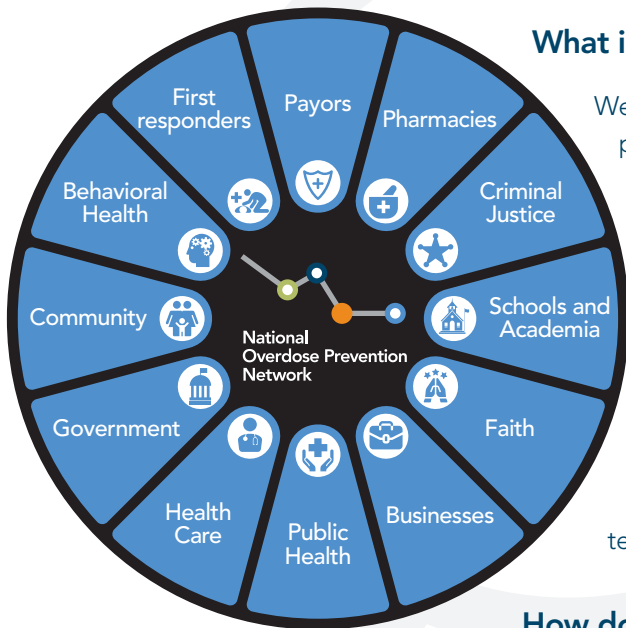 Payors
Pharmacies
Criminal
Justice
Schools and
Academia
Faith
Businesses
Public
Health
Health
Care
Government
Community
Behavioral
Health
First
responders
National
Overdose Prevention
Network
What i
We
p
te
How do